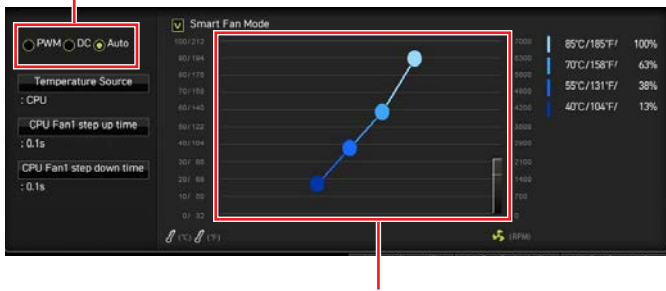 PWM DC Auto
Temperature Source
: CPU
CPU Fan1 step up time
: 0.1s
CPU Fan1 step down time
: 0.1s
V Smart Fan Mode
100/212 7000
90/194 6300
80/176 5600
70/158 4900
60/140 4200
50/122 3500
40/104 2800
30/ 86 2100
20/ 68 1400
10/ 50 700
0/ 32 0
(°C) (°F) (RPM)
85°C/185°F/ 100%
70°C/158°F/ 63%
55°C/131°F/ 38%
40°C/104°F/ 13%